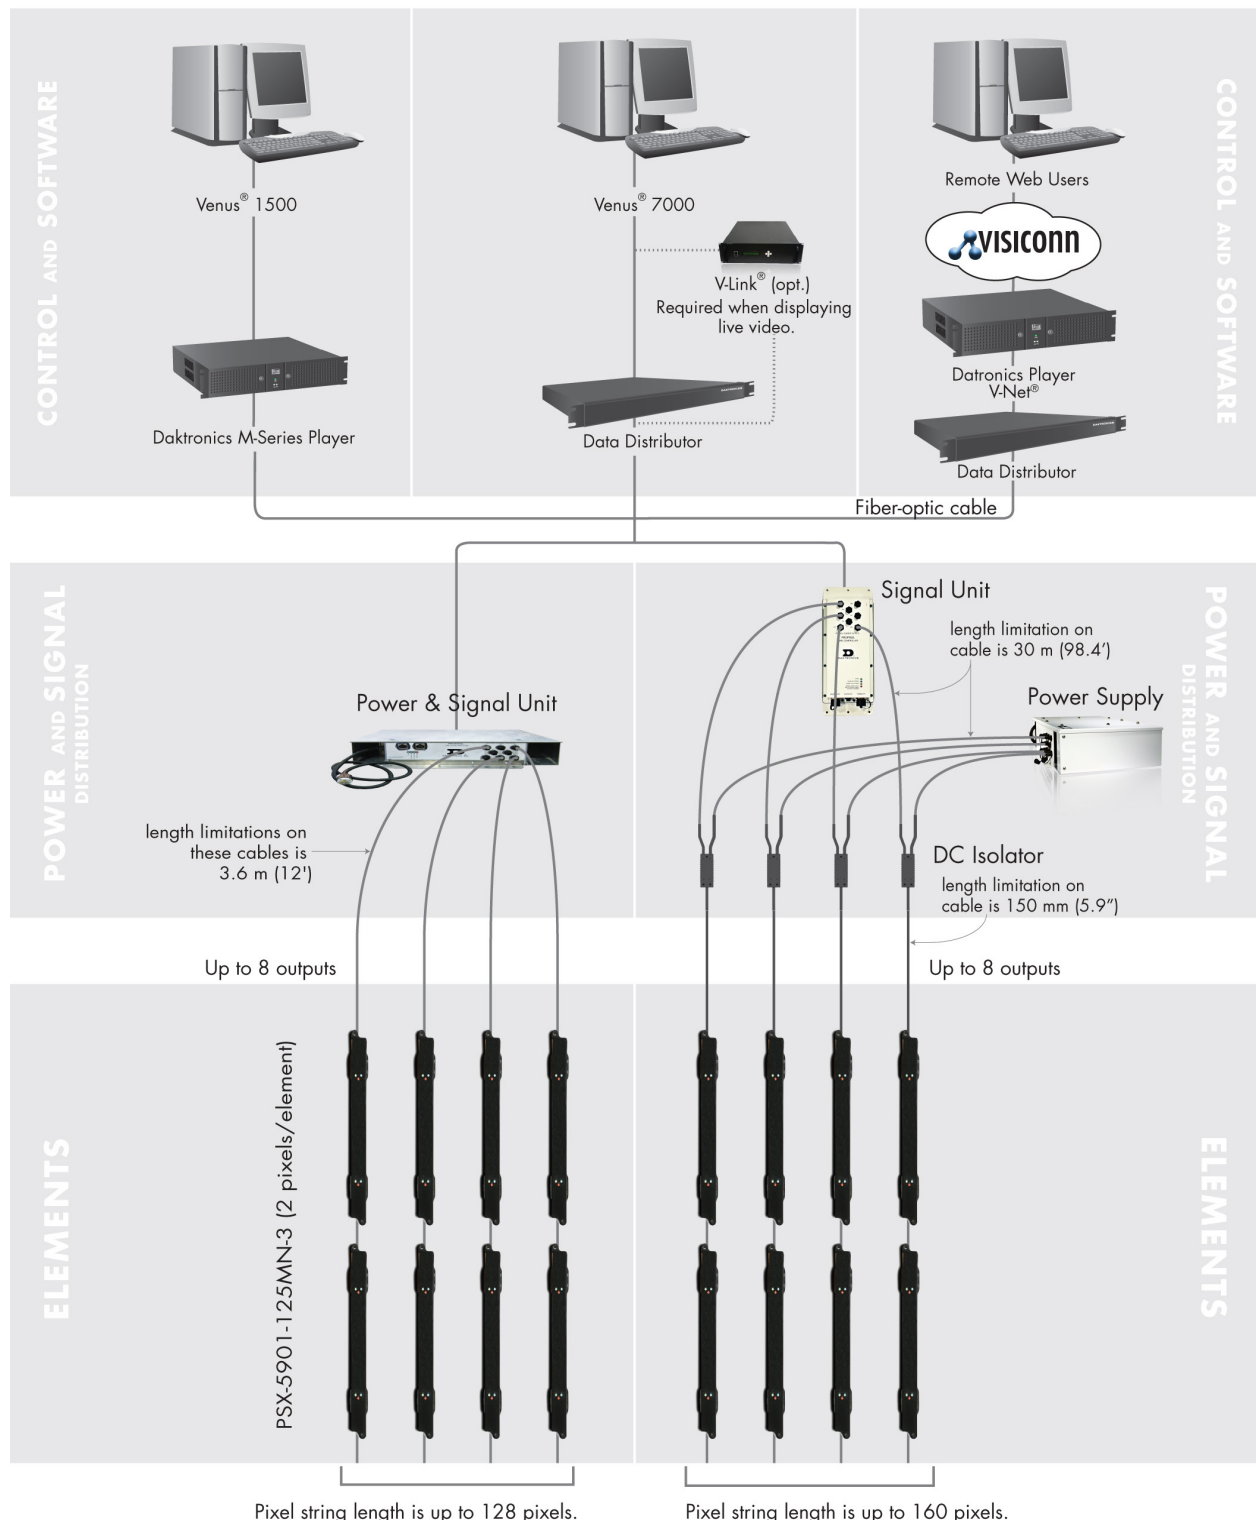 CONTROL AND SOFTWARE
Venus® 1500
Daktronics M-Series Player
Venus® 7000
V-Link® (opt.)
Required when displaying
live video.
Data Distributor
Remote Web Users
VISICONN
Datronics Player
V-Net®
Data Distributor
CONTROL AND SOFTWARE
Fiber-optic cable
POWER AND SIGNAL
DISTRIBUTION
Power & Signal Unit
length limitations on
these cables is
3.6 m (12')
Up to 8 outputs
Signal Unit
length limitation on
cable is 30 m (98.4’)
Power Supply
DC Isolator
length limitation on
cable is 150 mm (5.9”)
Up to 8 outputs
POWER AND SIGNAL
DISTRIBUTION
ELEMENTS
PSX-5901-125MN-3 (2 pixels/element)
ELEMENTS
Pixel string length is up to 128 pixels.
Pixel string length is up to 160 pixels.